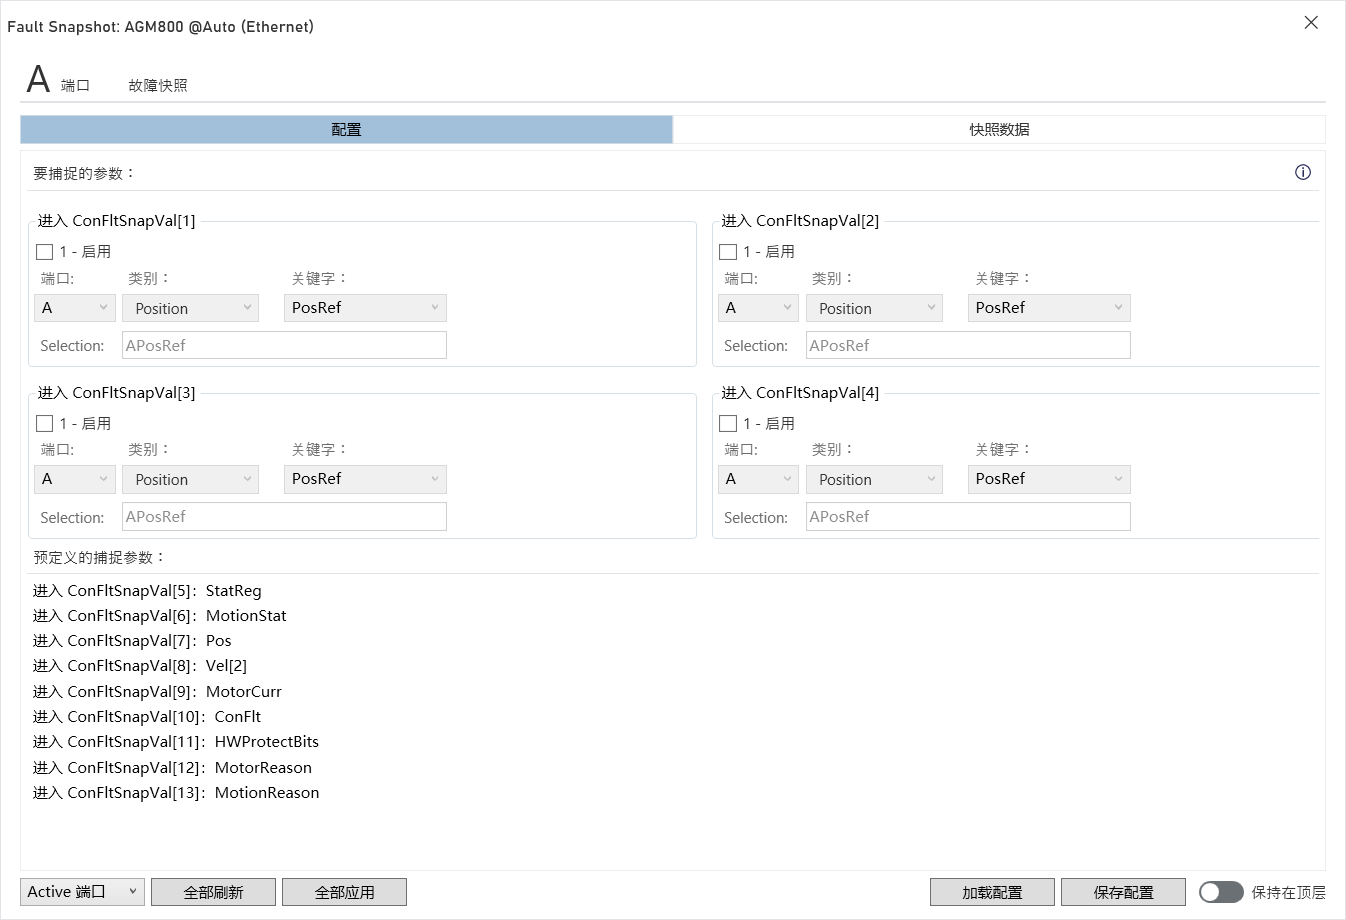 Fault Snapshot: AGM800 @Auto (Ethernet)
A 端口 故障快照
配置 快照数据
要捕捉的参数：
进入 ConFltSnapVal[1]
1 - 启用
端口: 类别： 关键字：
A Position PosRef
Selection: APosRef
进入 ConFltSnapVal[2]
1 - 启用
端口: 类别： 关键字：
A Position PosRef
Selection: APosRef
进入 ConFltSnapVal[3]
1 - 启用
端口: 类别： 关键字：
A Position PosRef
Selection: APosRef
进入 ConFltSnapVal[4]
1 - 启用
端口: 类别： 关键字：
A Position PosRef
Selection: APosRef
预定义的捕捉参数：
进入 ConFltSnapVal[5]：StatReg
进入 ConFltSnapVal[6]：MotionStat
进入 ConFltSnapVal[7]：Pos
进入 ConFltSnapVal[8]：Vel[2]
进入 ConFltSnapVal[9]：MotorCurr
进入 ConFltSnapVal[10]：ConFlt
进入 ConFltSnapVal[11]：HWProtectBits
进入 ConFltSnapVal[12]：MotorReason
进入 ConFltSnapVal[13]：MotionReason
Active 端口 全部刷新 全部应用 加载配置 保存配置 保持在顶层